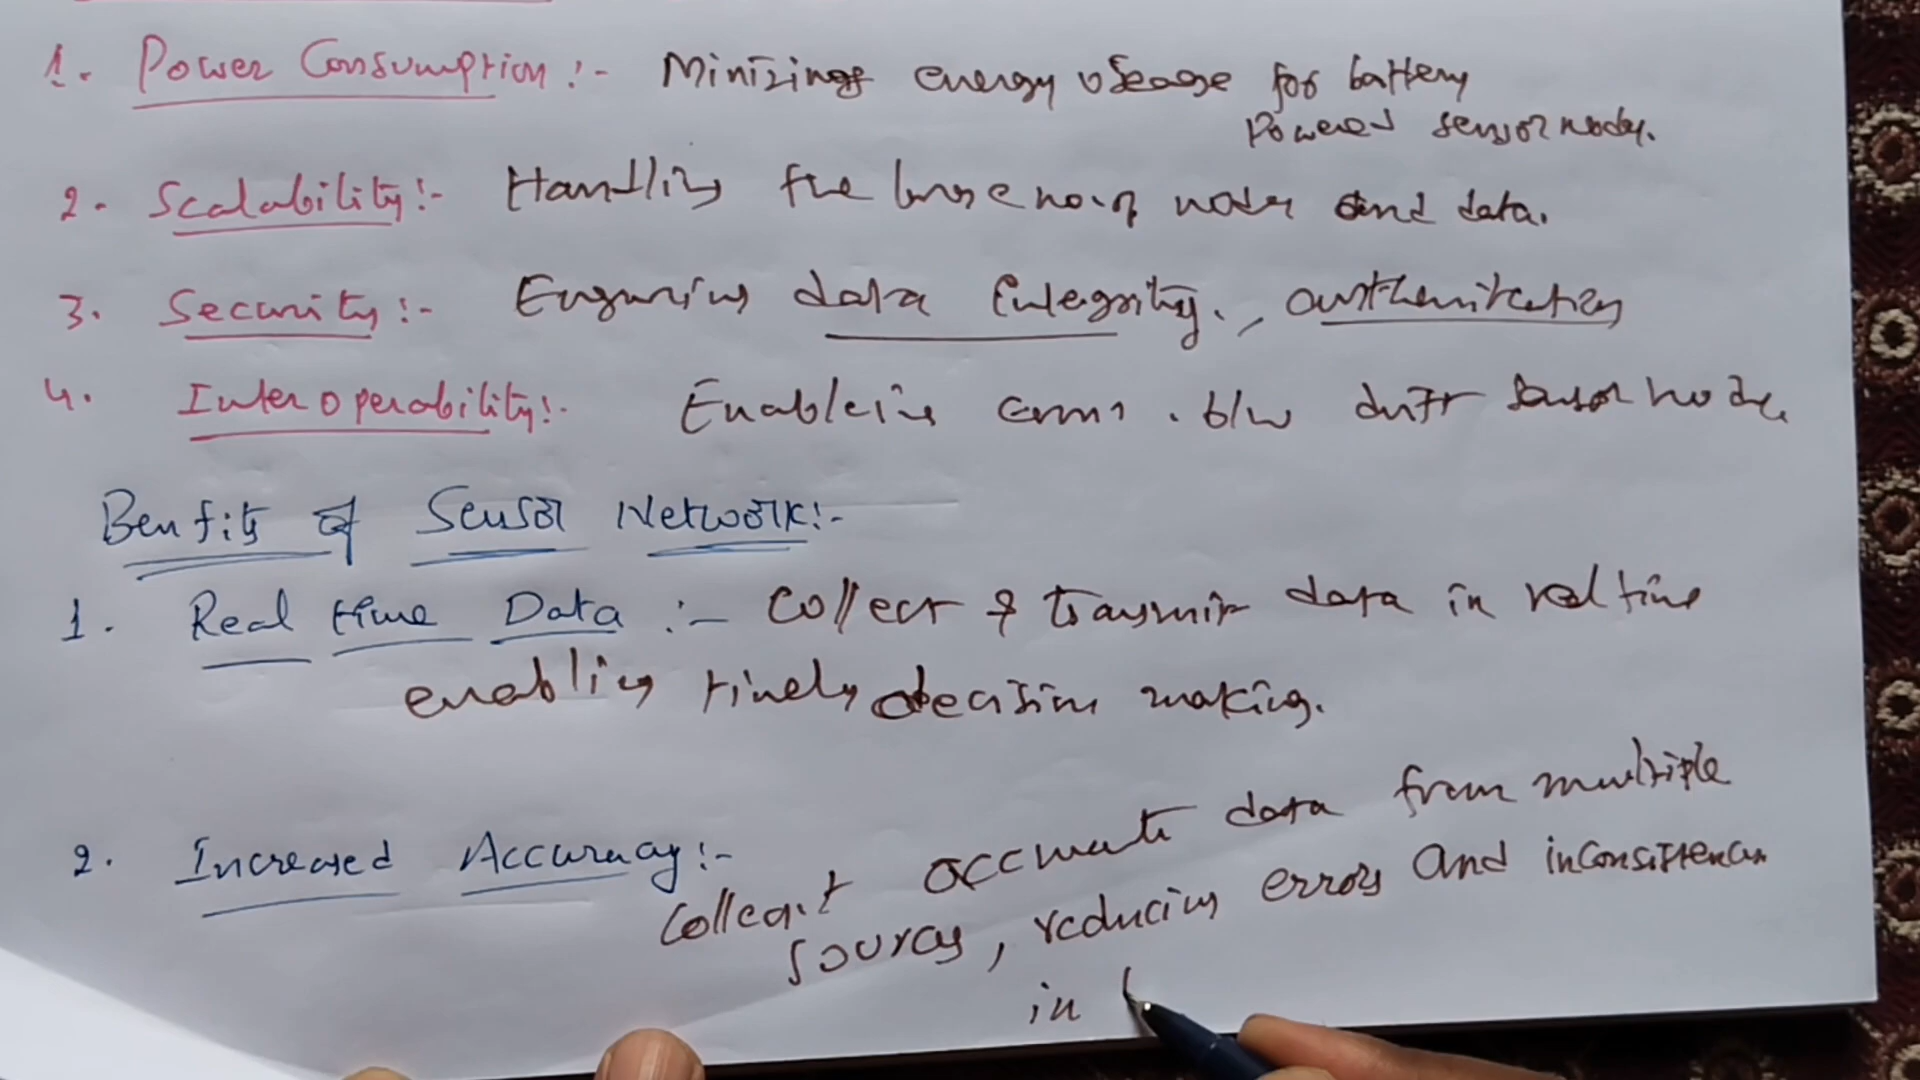 1. Power Consumption :- Minizing energy useage for battery
Powered sensor nodes.
2. Scalability :- Handling the large no. of nodes and data.
3. Security :- Ensuring data integrity, authenitcation
4. Interoperability :- Enableing comm . b/w diff sensor node
Benfits of Sensor Network :-
1. Real time Data :- Collect & transmit data in real time
enabling timely decision making.
2. Increased Accuracy :-
Collect accurate data from multiple
sources, reducing errors and inconsistencies
in